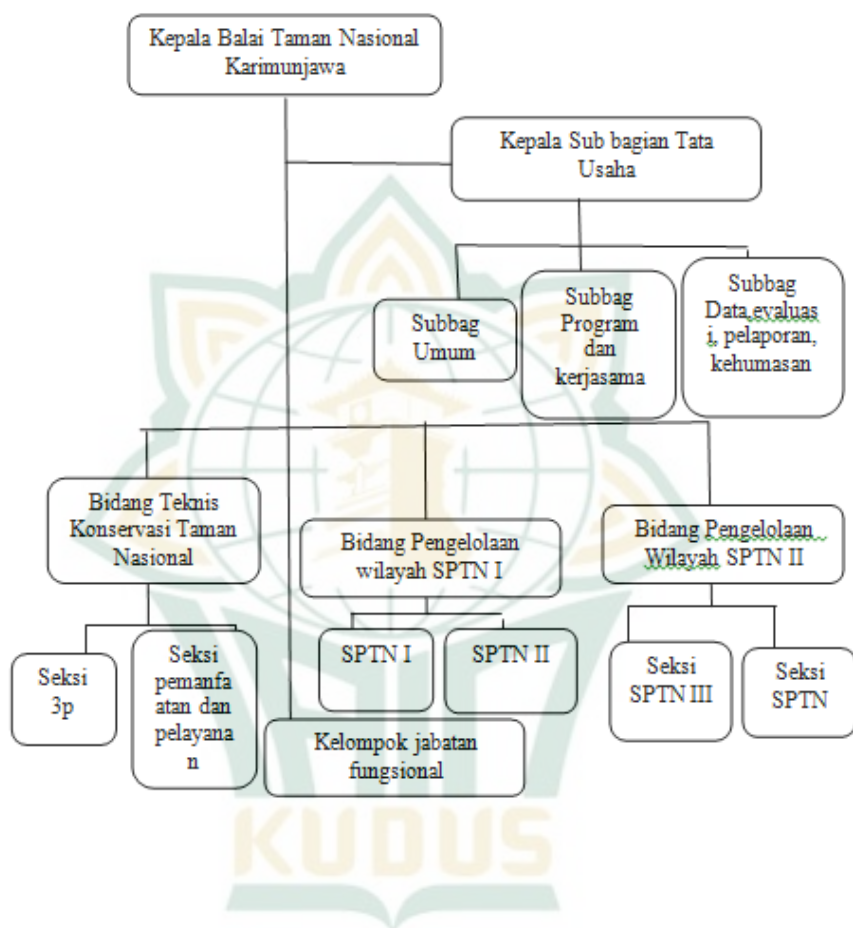 Kepala Balai Taman Nasional
Karimunjawa
Kepala Sub bagian Tata
Usaha
Subbag
Umum
Subbag
Program
dan
kerjasama
Subbag
Data,evaluas
i, pelaporan,
kehumasan
Bidang Teknis
Konservasi Taman
Nasional
Bidang Pengelolaan
wilayah SPTN I
Bidang Pengelolaan
Wilayah SPTN II
Seksi
3p
Seksi
pemanfa
atan dan
pelayana
n
SPTN I
SPTN II
Seksi
SPTN III
Seksi
SPTN
Kelompok jabatan
fungsional
KUDUS